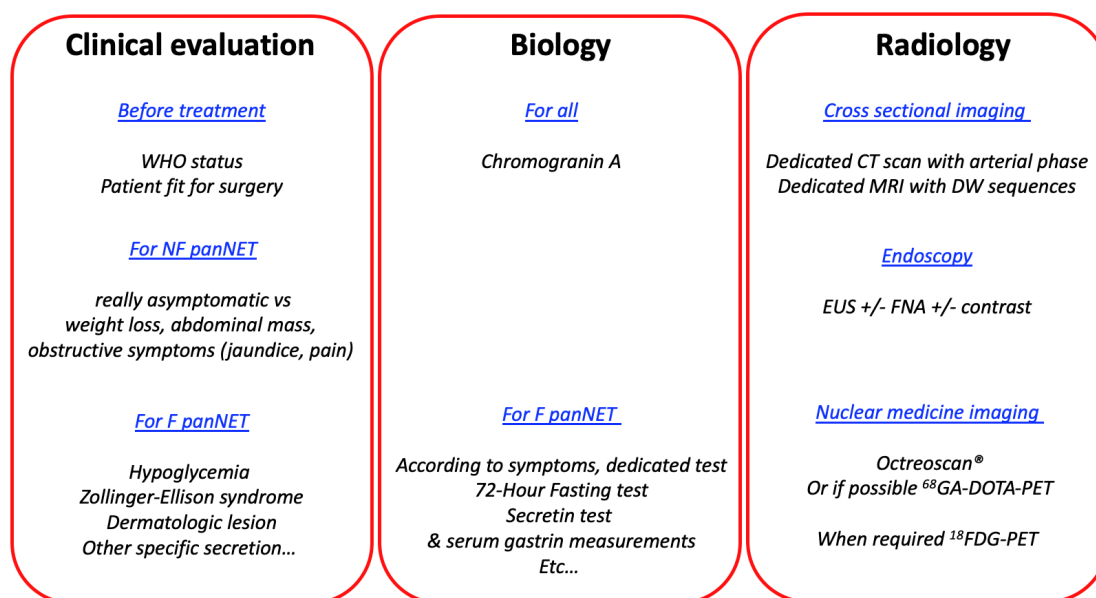 Clinical evaluation
Before treatment
WHO status
Patient fit for surgery
For NF panNET
really asymptomatic vs
weight loss, abdominal mass,
obstructive symptoms (jaundice, pain)
For F panNET
Hypoglycemia
Zollinger-Ellison syndrome
Dermatologic lesion
Other specific secretion...
Biology
For all
Chromogranin A
For F panNET
According to symptoms, dedicated test
72-Hour Fasting test
Secretin test
& serum gastrin measurements
Etc...
Radiology
Cross sectional imaging
Dedicated CT scan with arterial phase
Dedicated MRI with DW sequences
Endoscopy
EUS +/- FNA +/- contrast
Nuclear medicine imaging
Octreoscan®
Or if possible ⁶⁸GA-DOTA-PET
When required ¹⁸FDG-PET